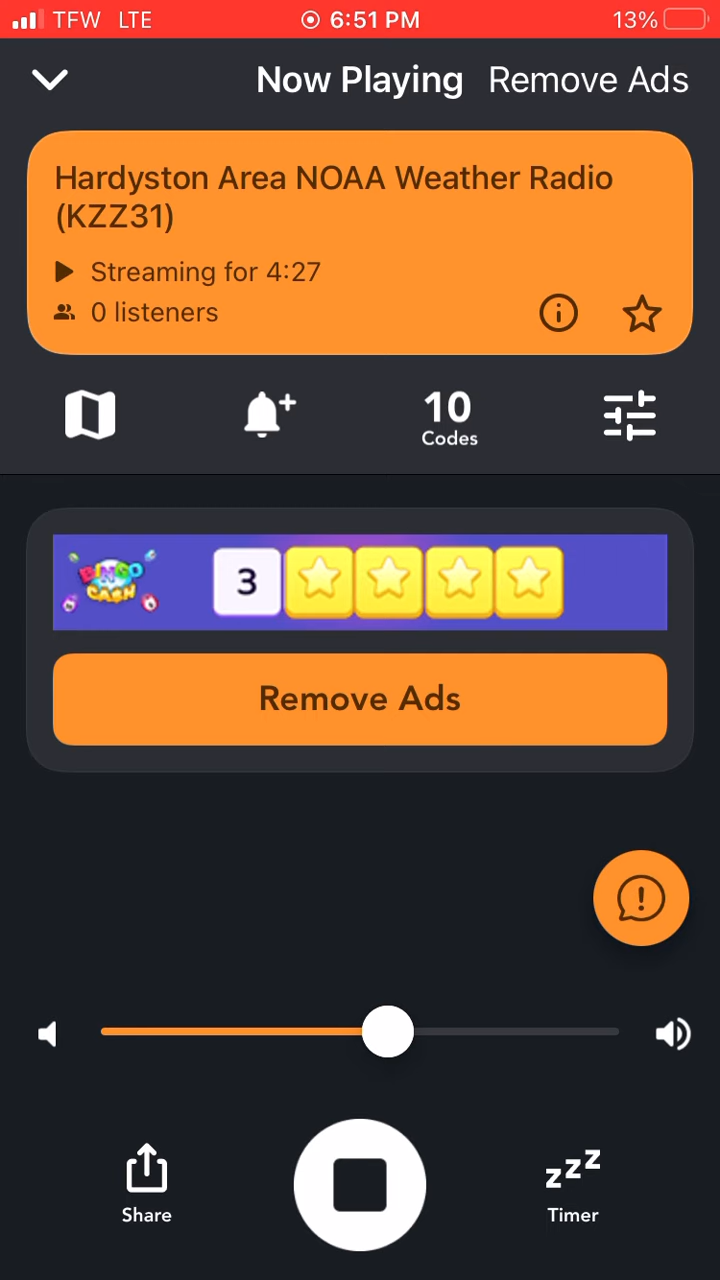 TFW LTE 6:51 PM 13%
Now Playing Remove Ads
Hardyston Area NOAA Weather Radio
(KZZ31)
Streaming for 4:27
0 listeners
10
Codes
BINGO
CASH
3
Remove Ads
Share
zzz
Timer